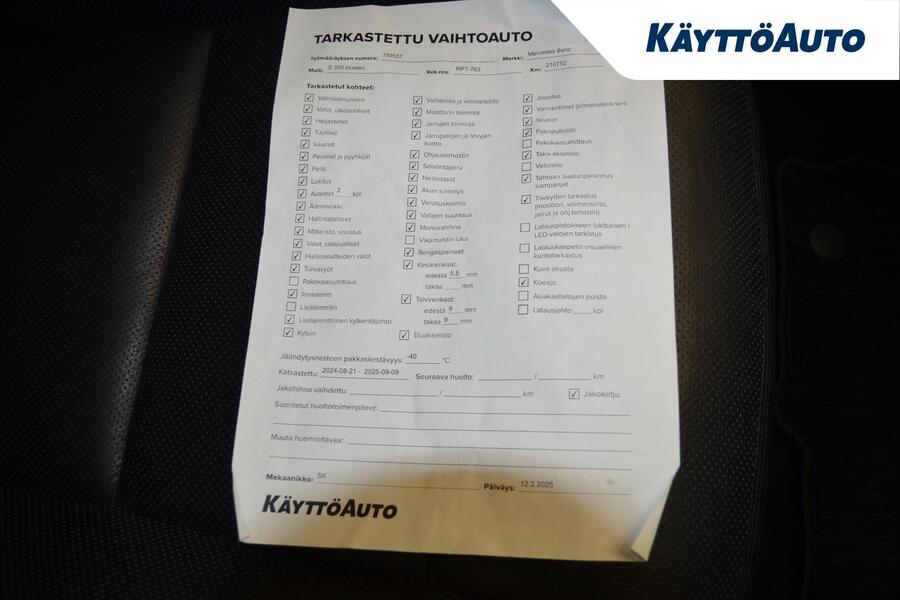 KÄYTTÖAUTO
TARKASTETTU VAIHTOAUTO
Työmääräyksen numero: 159557 Merkki: Mercedes Benz
Malli: S 350 bluetec Rek.nro: RPT-763 Km: 210752
Tarkastetut kohteet:
Valmistenumero
Valot, ulkopuoliset
Heijastimet
Tuulilasi
Ikkunat
Pesimet ja pyyhkijät
Peilit
Lukitus
Avaimet 2 kpl
Äänimerkki
Hallintalaitteet
Mittaristo, sisustus
Valot, sisäpuoliset
Hallintalaitteiden valot
Turvavyöt
Pakokaasumittaus
Ilmastointi
Lisälämmitin
Lisälämmittimen kytkentäjohto
Kytkin
Vaihteisto ja voimansiirto
Moottorin toiminta
Jarrujen toiminta
Jarrupalojen ja levyjen
kunto
Ohjaustehostin
Seisontajarru
Nestetasot
Akun kiinnitys
Varoituskolmio
Valojen suuntaus
Moniurahihna
Vikamuistin luku
Rengaspaineet
Kesärenkaat:
edestä 5,5 mm
takaa mm
Talvirenkaat:
edestä 9 mm
takaa 9 mm
Etuakselisto
Jousitus
Vaimentimet (silmämääräinen)
Nivelet
Pakoputkisto
Pakokaasumittaus
Taka-akselisto
Vetolaite
Tehtaan laadunparannus
kampanjat
Tiiveyden tarkastus
(moottori, voimansiirto,
jarrut ja ohj.tehostin)
Latauspistokkeen lukituksen /
LED-valojen tarkistus
Latauskaapelin visuaalinen
kuntotarkastus
Kuva akusta
Koeajo
Asiakastietojen poisto
Latausjohto kpl
Jäähdytysnesteen pakkaskestävyys: -40 °C
Katsastettu: 2024-08-21 - 2025-09-09 Seuraava huolto: / km
Jakohihna vaihdettu: / km Jakoketju
Suoritetut huoltotoimenpiteet:
Muuta huomioitavaa:
Mekaanikko: SK Päiväys: 12.2.2025
KÄYTTÖAUTO